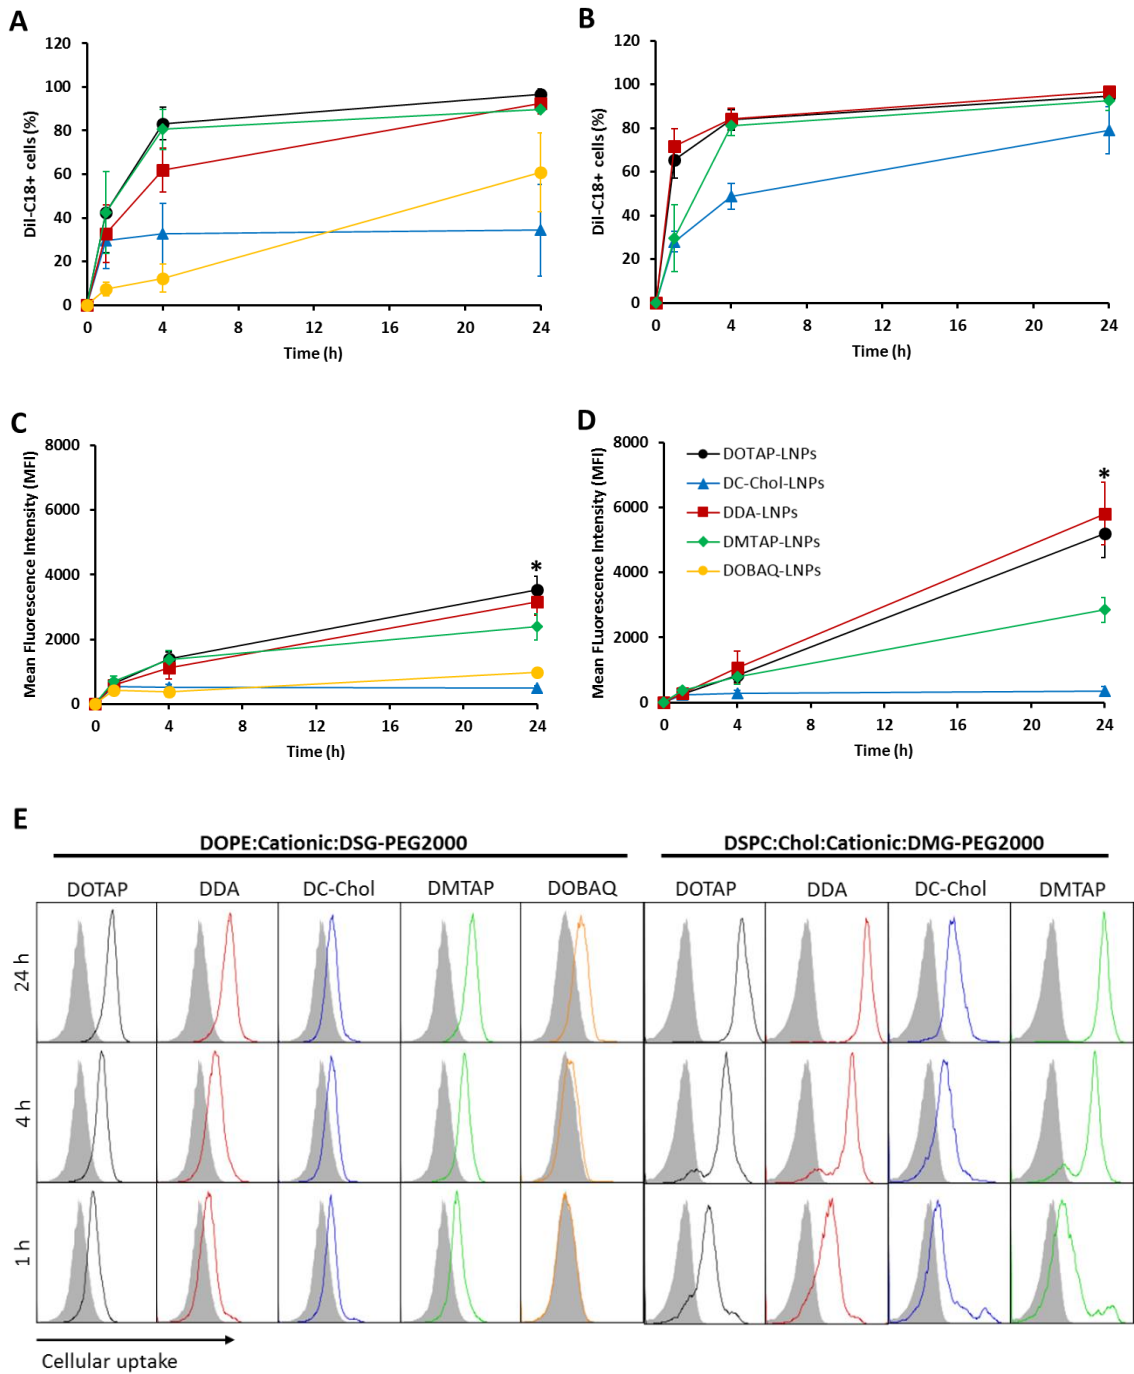 A
120
100
80
60
40
20
0
Dil-C18+ cells (%)
0 4 8 12 16 20 24
Time (h)
B
120
100
80
60
40
20
0
Dil-C18+ cells (%)
0 4 8 12 16 20 24
Time (h)
C
8000
6000
4000
2000
0
Mean Fluorescence Intensity (MFI)
*
0 4 8 12 16 20 24
Time (h)
D
8000
6000
4000
2000
0
Mean FLuorescence Intensity (MFI)
DOTAP-LNPs
DC-Chol-LNPs
DDA-LNPs
DMTAP-LNPs
DOBAQ-LNPs
*
0 4 8 12 16 20 24
Time (h)
E
DOPE:Cationic:DSG-PEG2000
DSPC:Chol:Cationic:DMG-PEG2000
DOTAP DDA DC-Chol DMTAP DOBAQ DOTAP DDA DC-Chol DMTAP
24 h
4 h
1 h
Cellular uptake